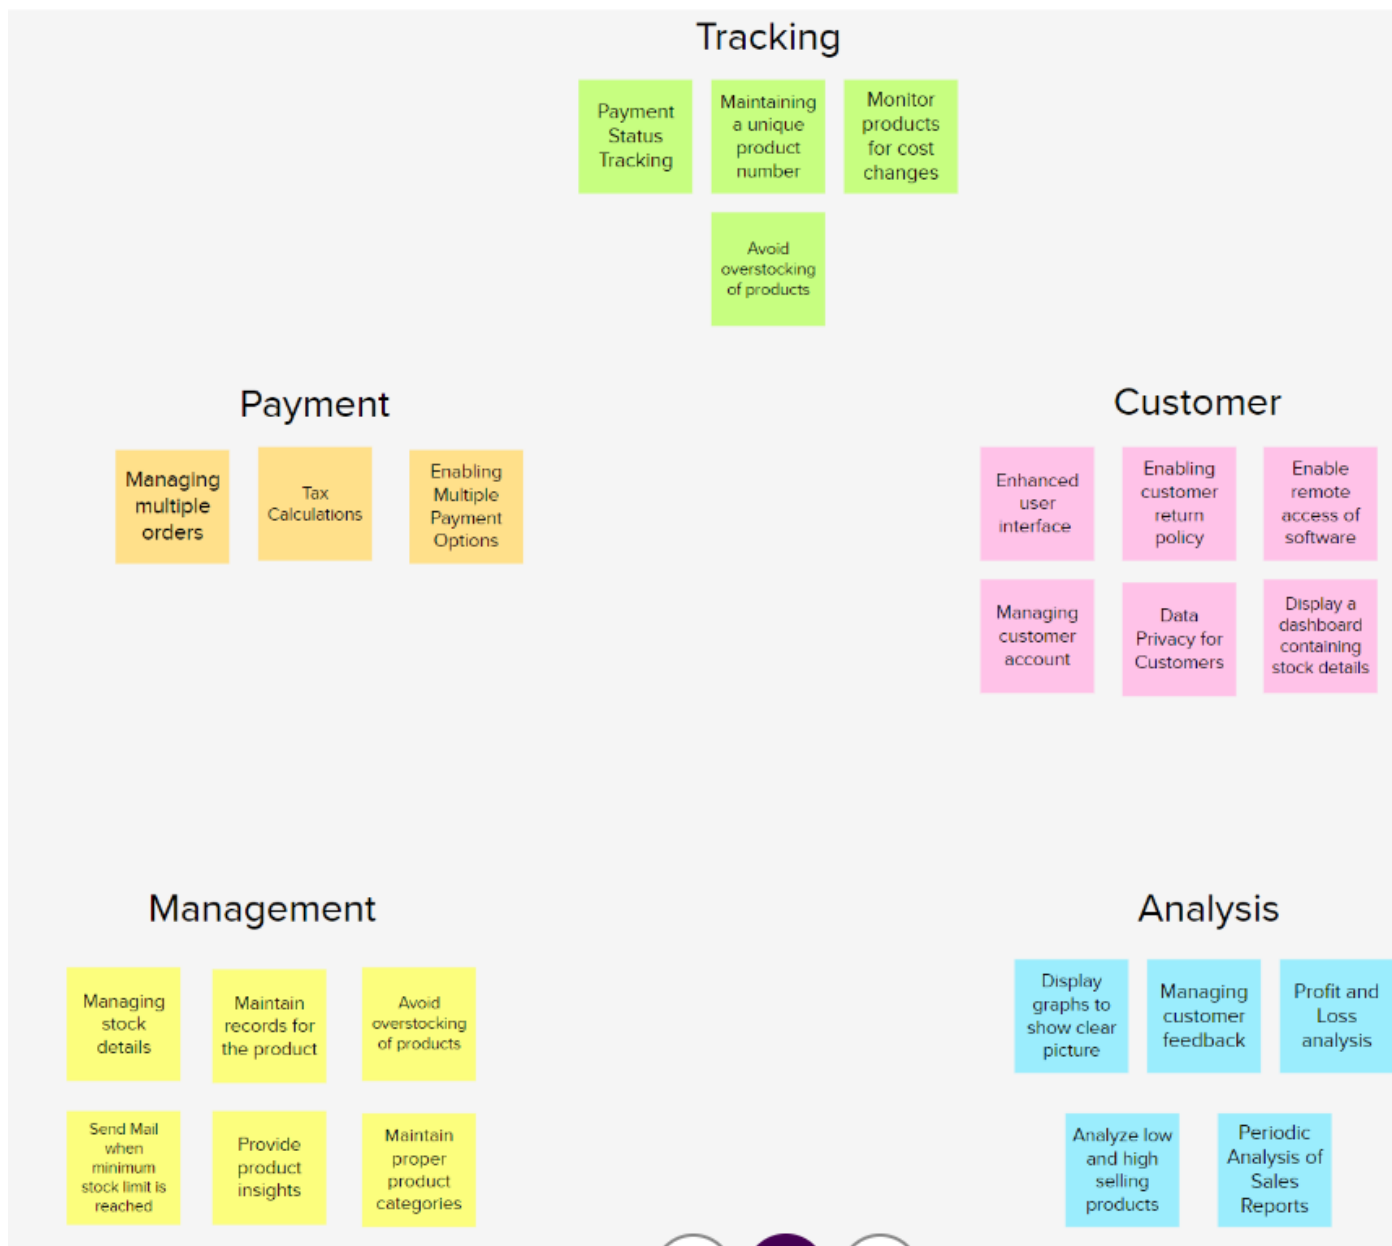 Tracking
Payment
Status
Tracking
Maintaining
a unique
product
number
Monitor
products
for cost
changes
Avoid
overstocking
of products
Payment
Managing
multiple
orders
Tax
Calculations
Enabling
Multiple
Payment
Options
Customer
Enhanced
user
interface
Enabling
customer
return
policy
Enable
remote
access of
software
Managing
customer
account
Data
Privacy for
Customers
Display a
dashboard
containing
stock details
Management
Managing
stock
details
Maintain
records for
the product
Avoid
overstocking
of products
Send Mail
when
minimum
stock limit is
reached
Provide
product
insights
Maintain
proper
product
categories
Analysis
Display
graphs to
show clear
picture
Managing
customer
feedback
Profit and
Loss
analysis
Analyze low
and high
selling
products
Periodic
Analysis of
Sales
Reports